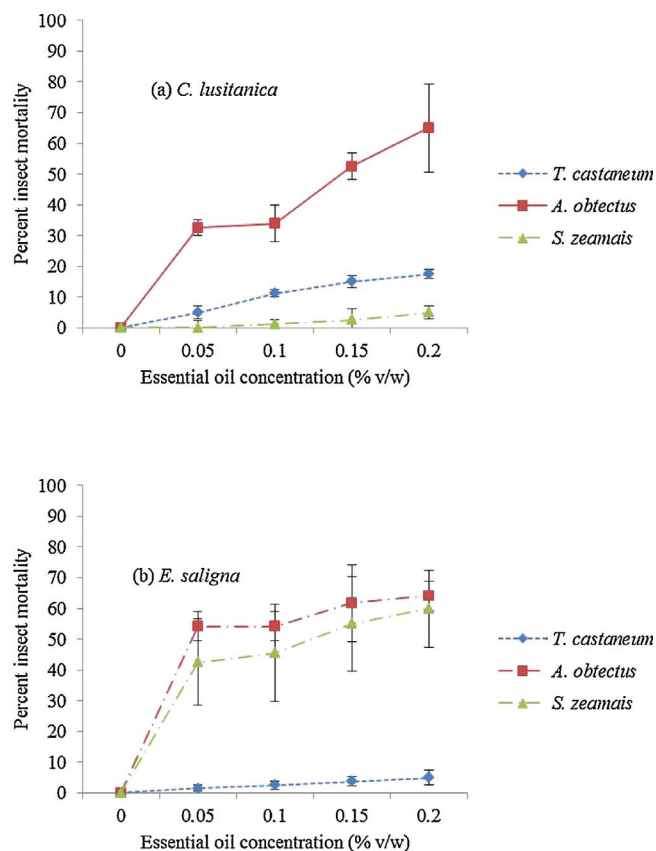 100
90
80
70
60
50
40
30
20
10
0
Percent insect mortality
(a) C. lusitanica
0 0.05 0.1 0.15 0.2
Essential oil concentration (% v/w)
T. castaneum
A. obtectus
S. zeamais
100
90
80
70
60
50
40
30
20
10
0
Percent insect mortality
(b) E. saligna
0 0.05 0.1 0.15 0.2
Essential oil concentration (% v/w)
T. castaneum
A. obtectus
S. zeamais